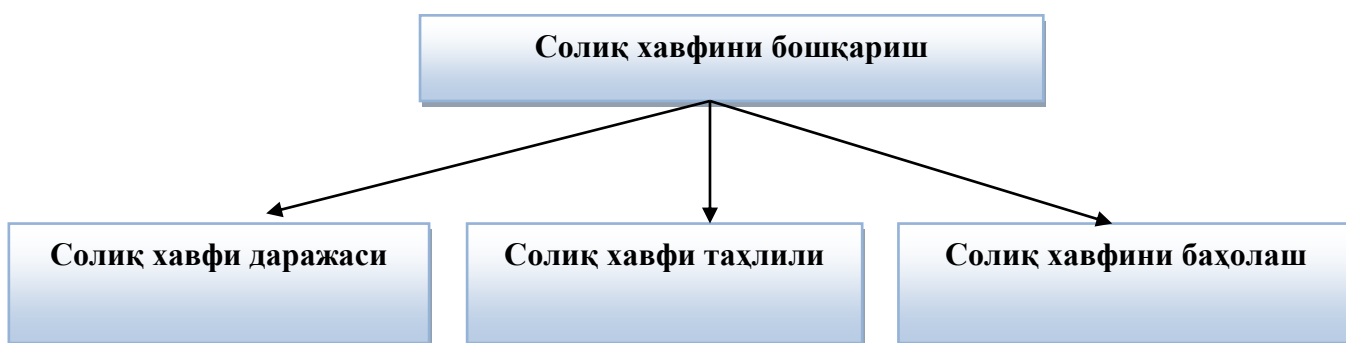 Солиқ хавфини бошқариш
Солиқ хавфи даражаси
Солиқ хавфи таҳлили
Солиқ хавфини баҳолаш